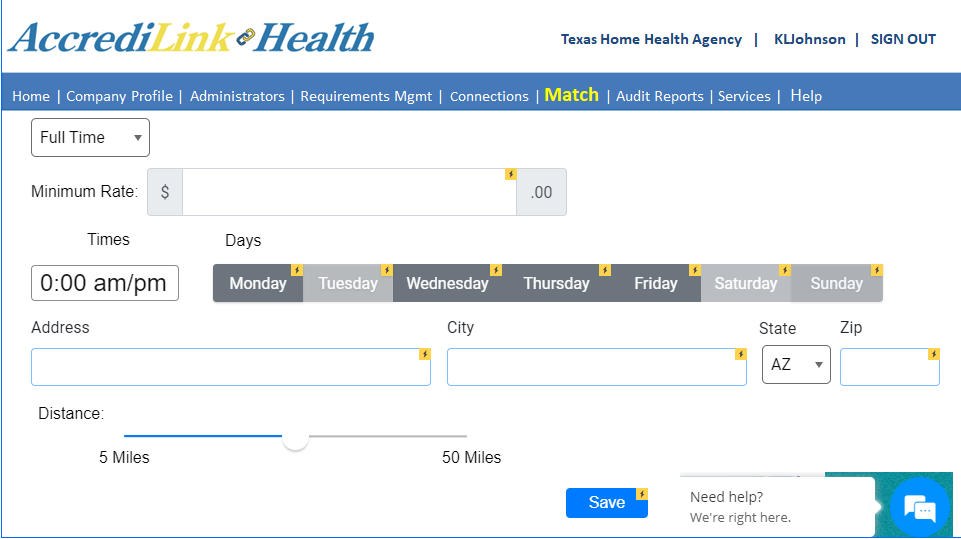 AccrediLink Health
Texas Home Health Agency | KLJohnson | SIGN OUT
Home | Company Profile | Administrators | Requirements Mgmt | Connections | Match | Audit Reports | Services | Help
Full Time
Minimum Rate: $ .00
Times Days
0:00 am/pm Monday Tuesday Wednesday Thursday Friday Saturday Sunday
Address City State Zip
AZ
Distance:
5 Miles 50 Miles
Save
Need help?
We're right here.